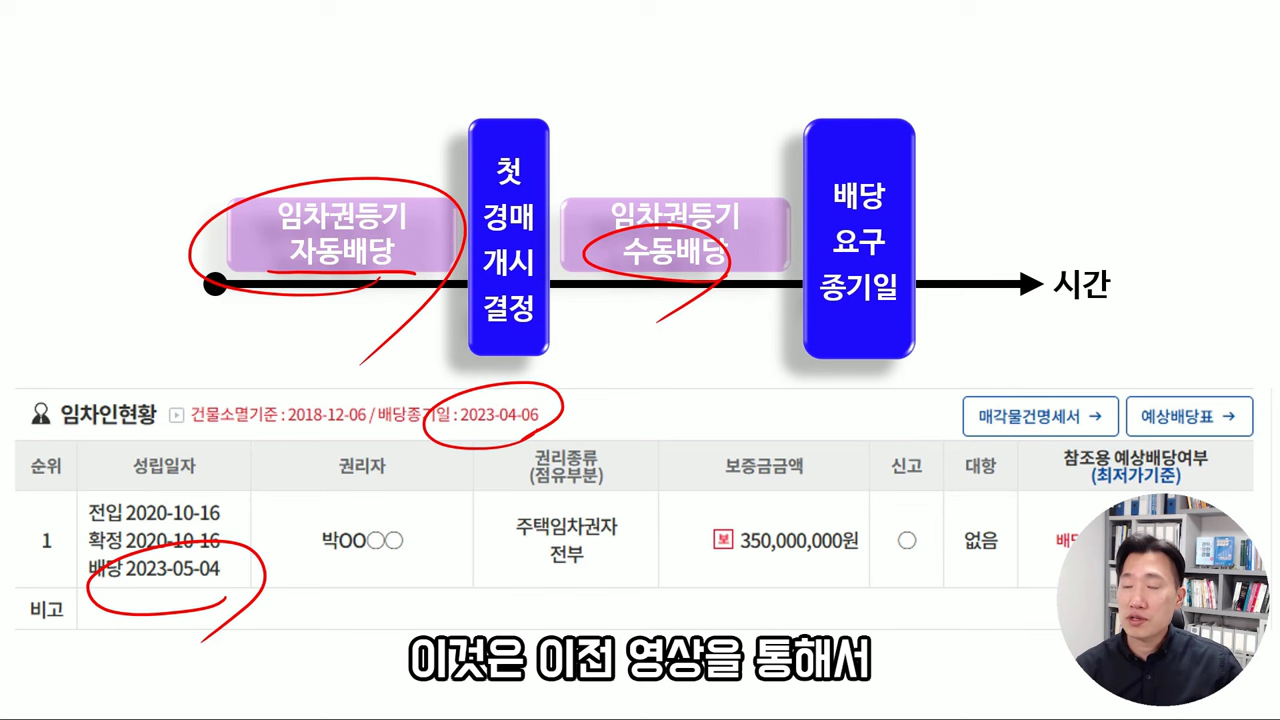 첫
경매
개시
결정
배당
요구
종기일
임차권등기
자동배당
임차권등기
수동배당
시간
임차인현황 건물소멸기준 : 2018-12-06 / 배당종기일 : 2023-04-06
매각물건명세서 →
예상배당표 →
순위 성립일자 권리자 권리종류 보증금금액 신고 대항 참조용 예상배당여부
(점유부분) (최저가기준)
전입 2020-10-16
1 확정 2020-10-16 박OO○○ 주택임차권자 보 350,000,000원 ○ 없음
배당 2023-05-04 전부
비고
이것은 이전 영상을 통해서